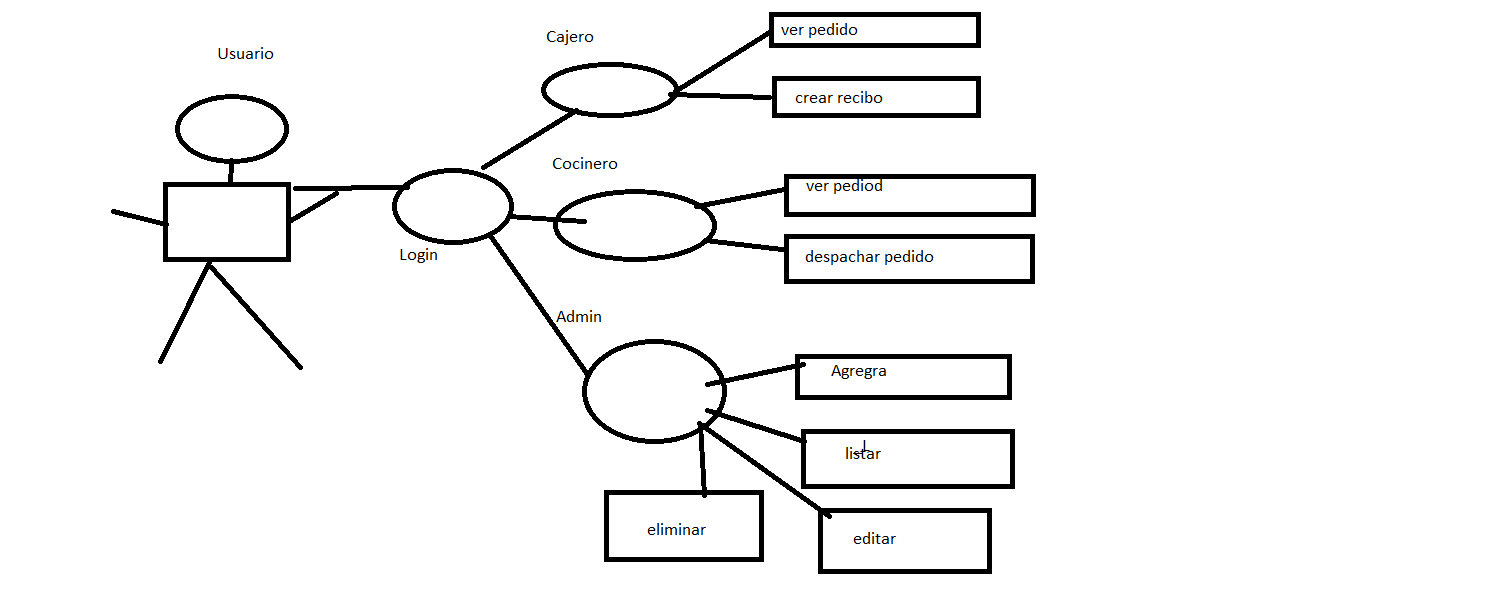 Usuario
Cajero
ver pedido
crear recibo
Cocinero
ver pediod
despachar pedido
Login
Admin
Agregra
listar
eliminar
editar